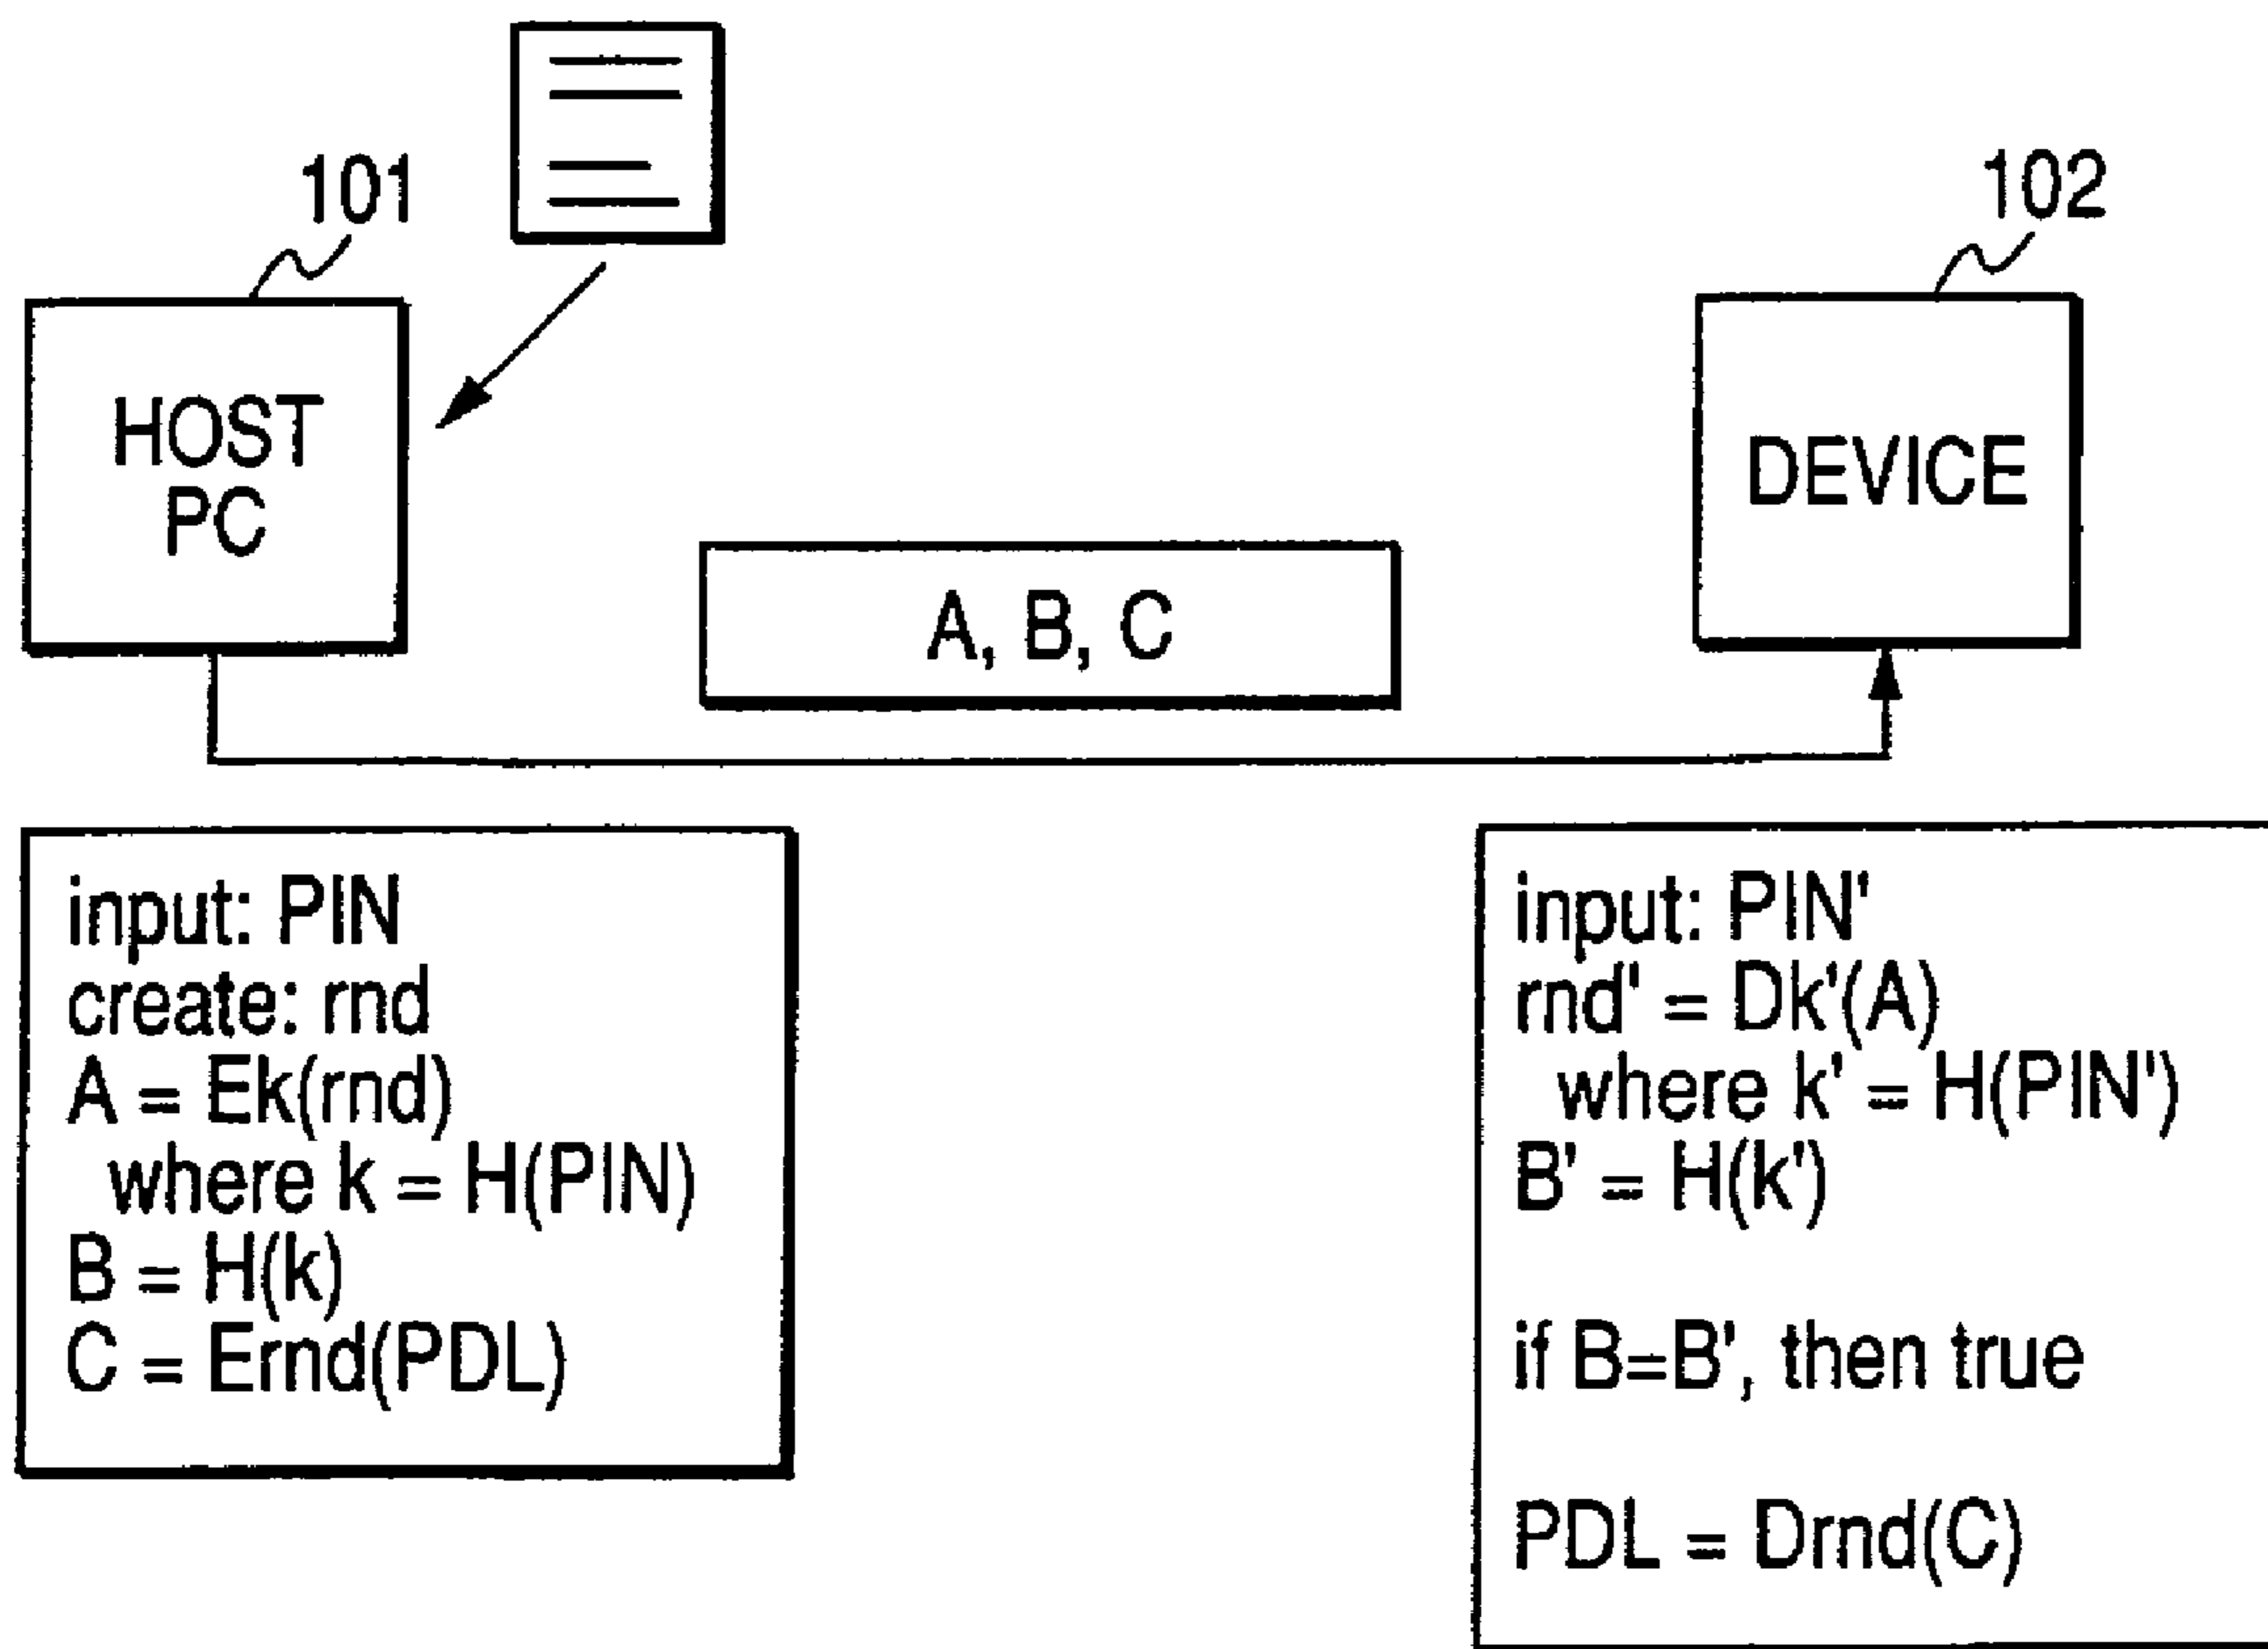 101
102
HOST
PC
DEVICE
A, B, C
input: PIN
create: rnd
A = Ek(rnd)
where k = H(PIN)
B = H(k)
C = Ernd(PDL)
input: PIN'
rnd' = Dk'(A)
where k' = H(PIN')
B' = H(k')
if B=B', then true
PDL = Drnd(C)